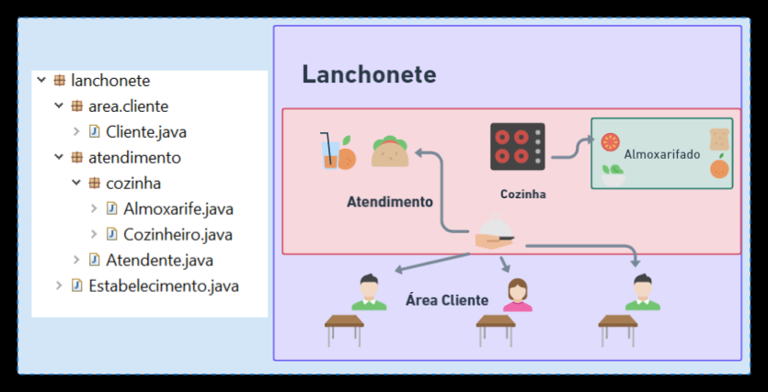 lanchonete
area.cliente
Cliente.java
atendimento
cozinha
Almoxarife.java
Cozinheiro.java
Atendente.java
Estabelecimento.java
Lanchonete
Almoxarifado
Cozinha
Atendimento
Área Cliente